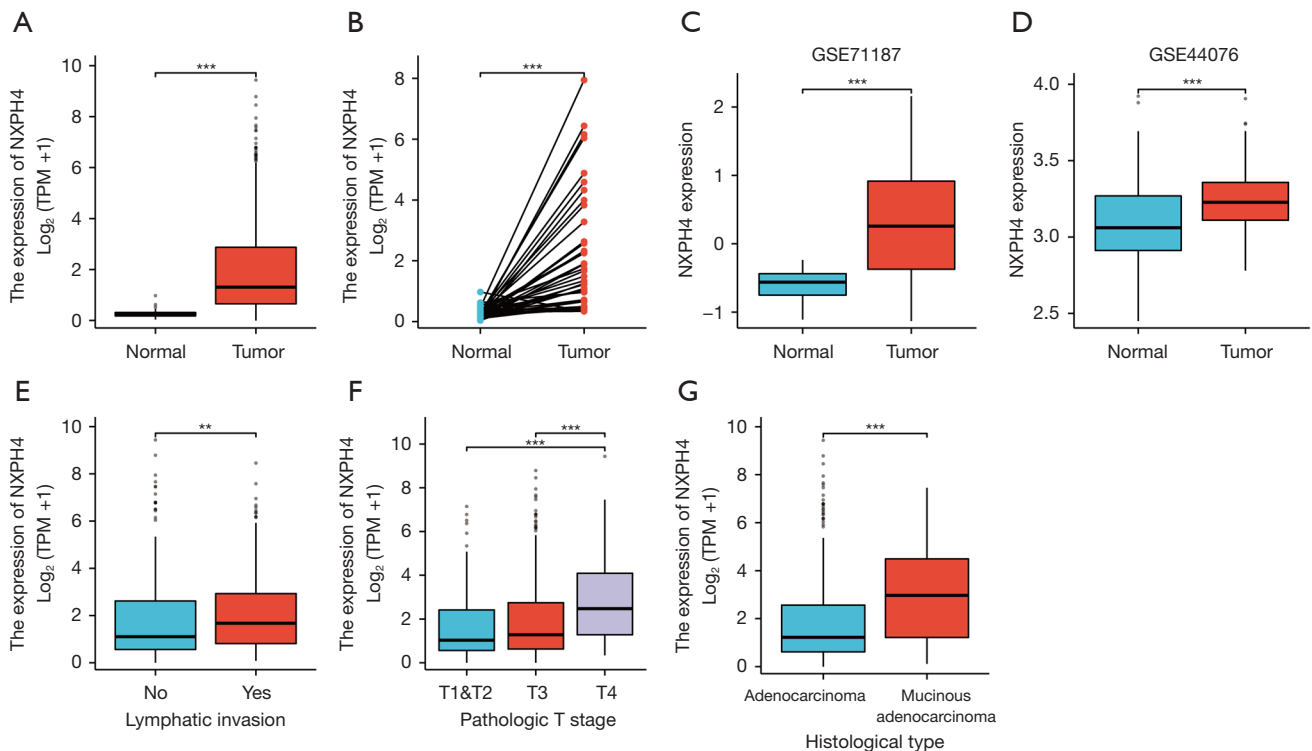 A
The expression of NXPH4
Log₂ (TPM +1)
10
8
6
4
2
0
***
Normal
Tumor
B
The expression of NXPH4
Log₂ (TPM +1)
8
6
4
2
0
***
Normal
Tumor
C
GSE71187
NXPH4 expression
2
1
0
−1
***
Normal
Tumor
D
GSE44076
NXPH4 expression
4.0
3.5
3.0
2.5
***
Normal
Tumor
E
The expression of NXPH4
Log₂ (TPM +1)
10
8
6
4
2
0
**
No
Yes
Lymphatic invasion
F
The expression of NXPH4
Log₂ (TPM +1)
10
8
6
4
2
0
***
***
T1&T2
T3
T4
Pathologic T stage
G
The expression of NXPH4
Log₂ (TPM +1)
10
8
6
4
2
0
***
Adenocarcinoma
Mucinous
adenocarcinoma
Histological type